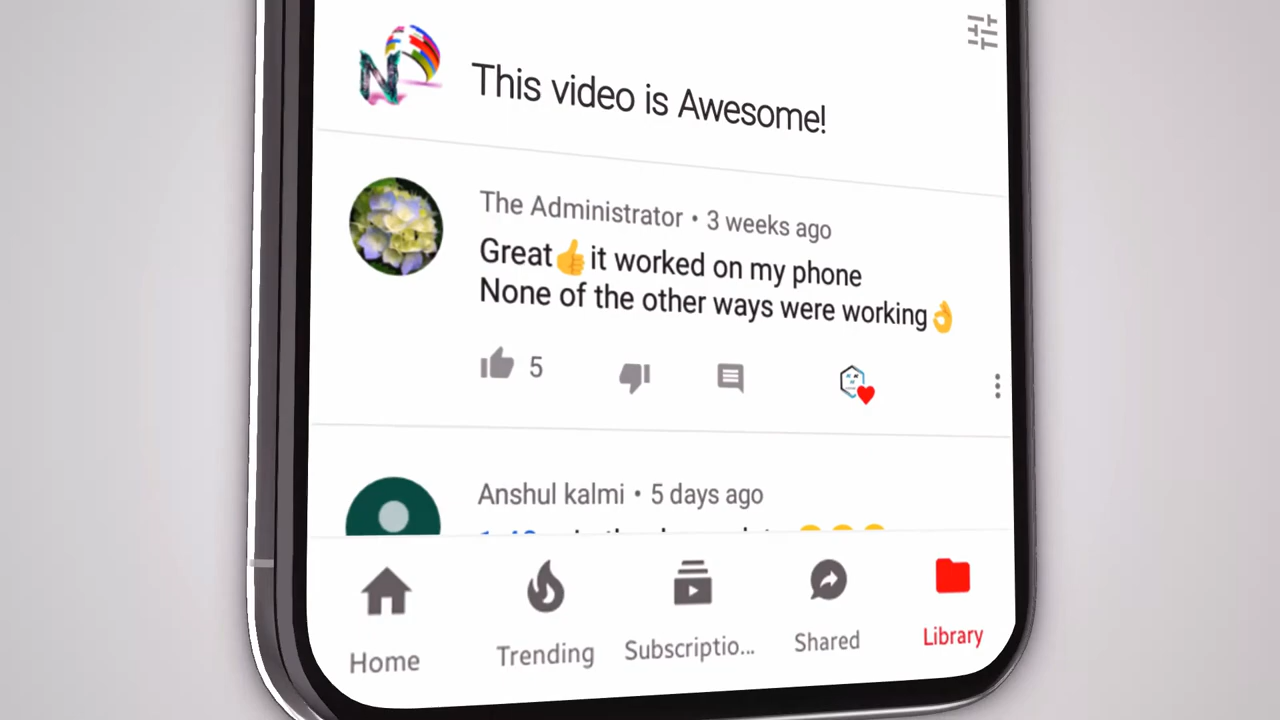 N
This video is Awesome!
The Administrator • 3 weeks ago
Great👍it worked on my phone
None of the other ways were working👌
5
Anshul kalmi • 5 days ago
Home
Trending
Subscriptio...
Shared
Library